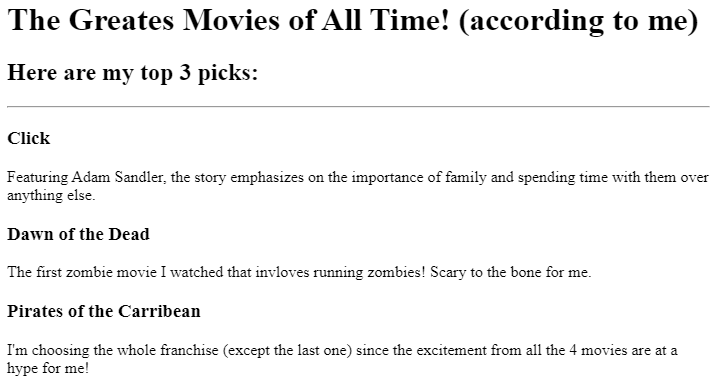 The Greates Movies of All Time! (according to me)
Here are my top 3 picks:
Click
Featuring Adam Sandler, the story emphasizes on the importance of family and spending time with them over
anything else.
Dawn of the Dead
The first zombie movie I watched that invloves running zombies! Scary to the bone for me.
Pirates of the Carribean
I'm choosing the whole franchise (except the last one) since the excitement from all the 4 movies are at a
hype for me!